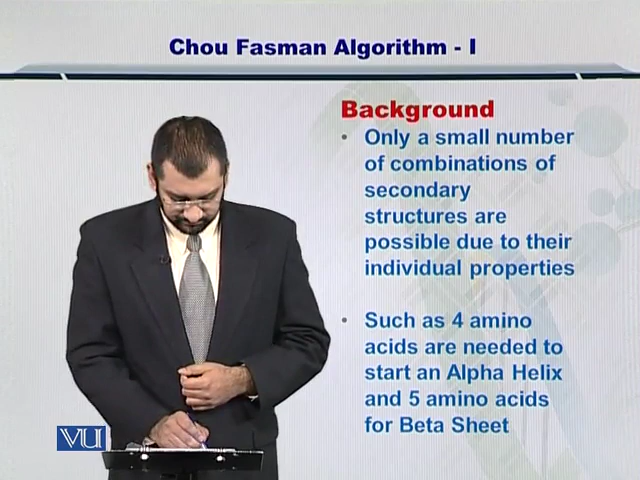 Chou Fasman Algorithm - I
Background
• Only a small number
of combinations of
secondary
structures are
possible due to their
individual properties
• Such as 4 amino
acids are needed to
start an Alpha Helix
and 5 amino acids
for Beta Sheet
VU